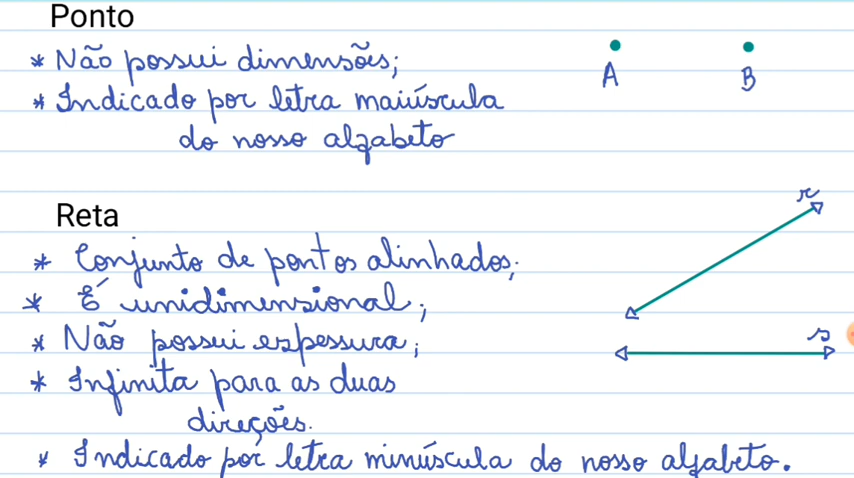 Ponto
* Não possui dimensões;
A B
* Indicado por letra maiúscula
do nosso alfabeto
r
Reta
* Conjunto de pontos alinhados;
* É unidimensional;
s
* Não possui espessura;
* Infinita para as duas
direções.
* Indicado por letra minúscula do nosso alfabeto.